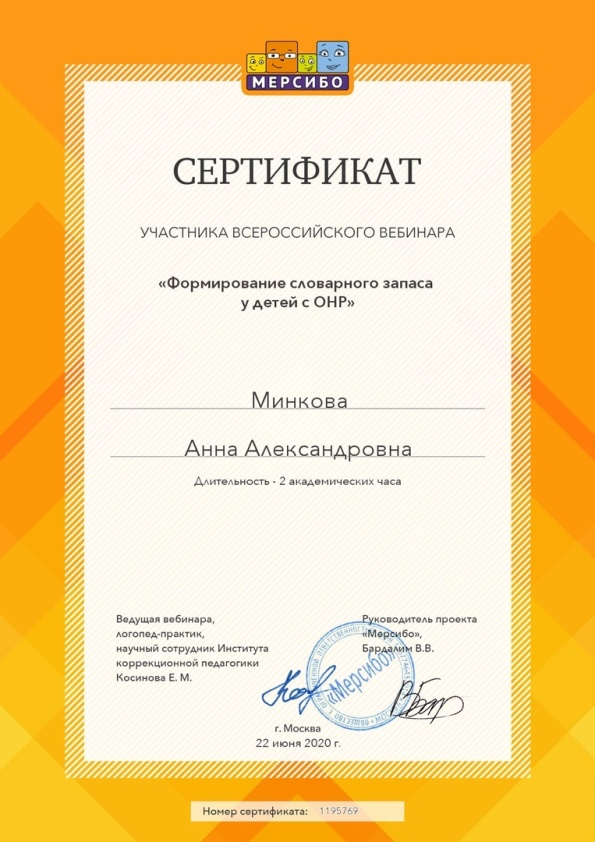 МЕРСИБО
СЕРТИФИКАТ
УЧАСТНИКА ВСЕРОССИЙСКОГО ВЕБИНАРА
«Формирование словарного запаса
у детей с ОНР»
Минкова
Анна Александровна
Длительность - 2 академических часа
Ведущая вебинара,
логопед-практик,
научный сотрудник Института
коррекционной педагогики
Косинова Е. М.
Руководитель проекта
«Мерсибо»,
Бардалим В.В.
«Мерсибо»
г. Москва
22 июня 2020 г.
Номер сертификата: 1195769